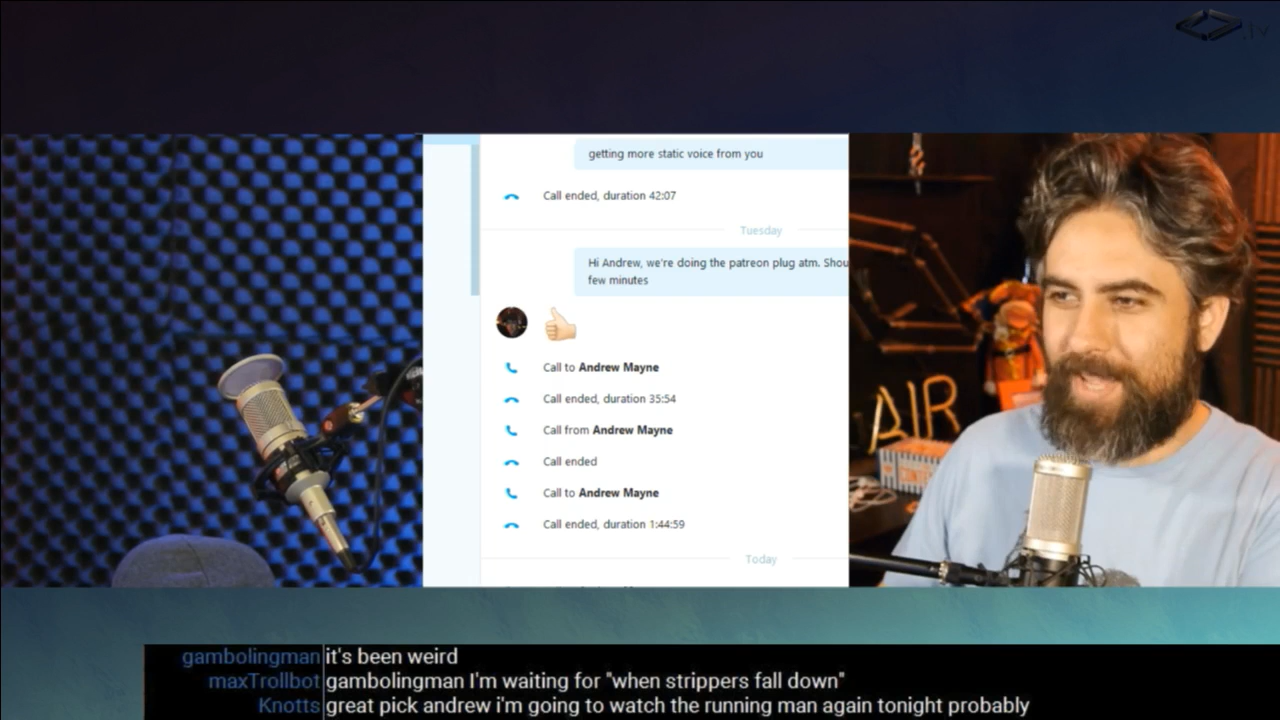 getting more static voice from you
Call ended, duration 42:07
Tuesday
Hi Andrew, we're doing the patreon plug atm. Shou
few minutes
Call to Andrew Mayne
Call ended, duration 35:54
Call from Andrew Mayne
Call ended
Call to Andrew Mayne
Call ended, duration 1:44:59
Today
AIR
gambolingman it's been weird
maxTrollbot gambolingman I'm waiting for "when strippers fall down"
Knotts great pick andrew i'm going to watch the running man again tonight probably